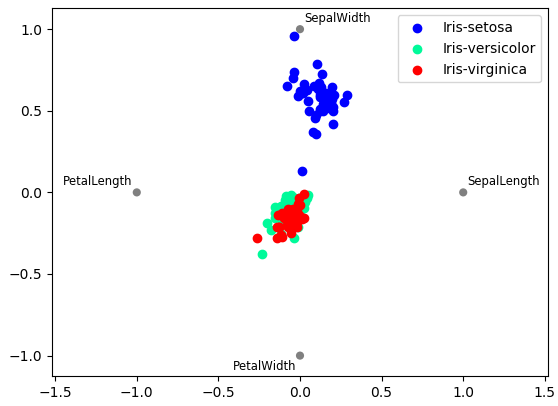 SepalWidth
Iris-setosa
Iris-versicolor
Iris-virginica
PetalLength
SepalLength
PetalWidth
1.0
0.5
0.0
−0.5
−1.0
−1.5
−1.0
−0.5
0.0
0.5
1.0
1.5